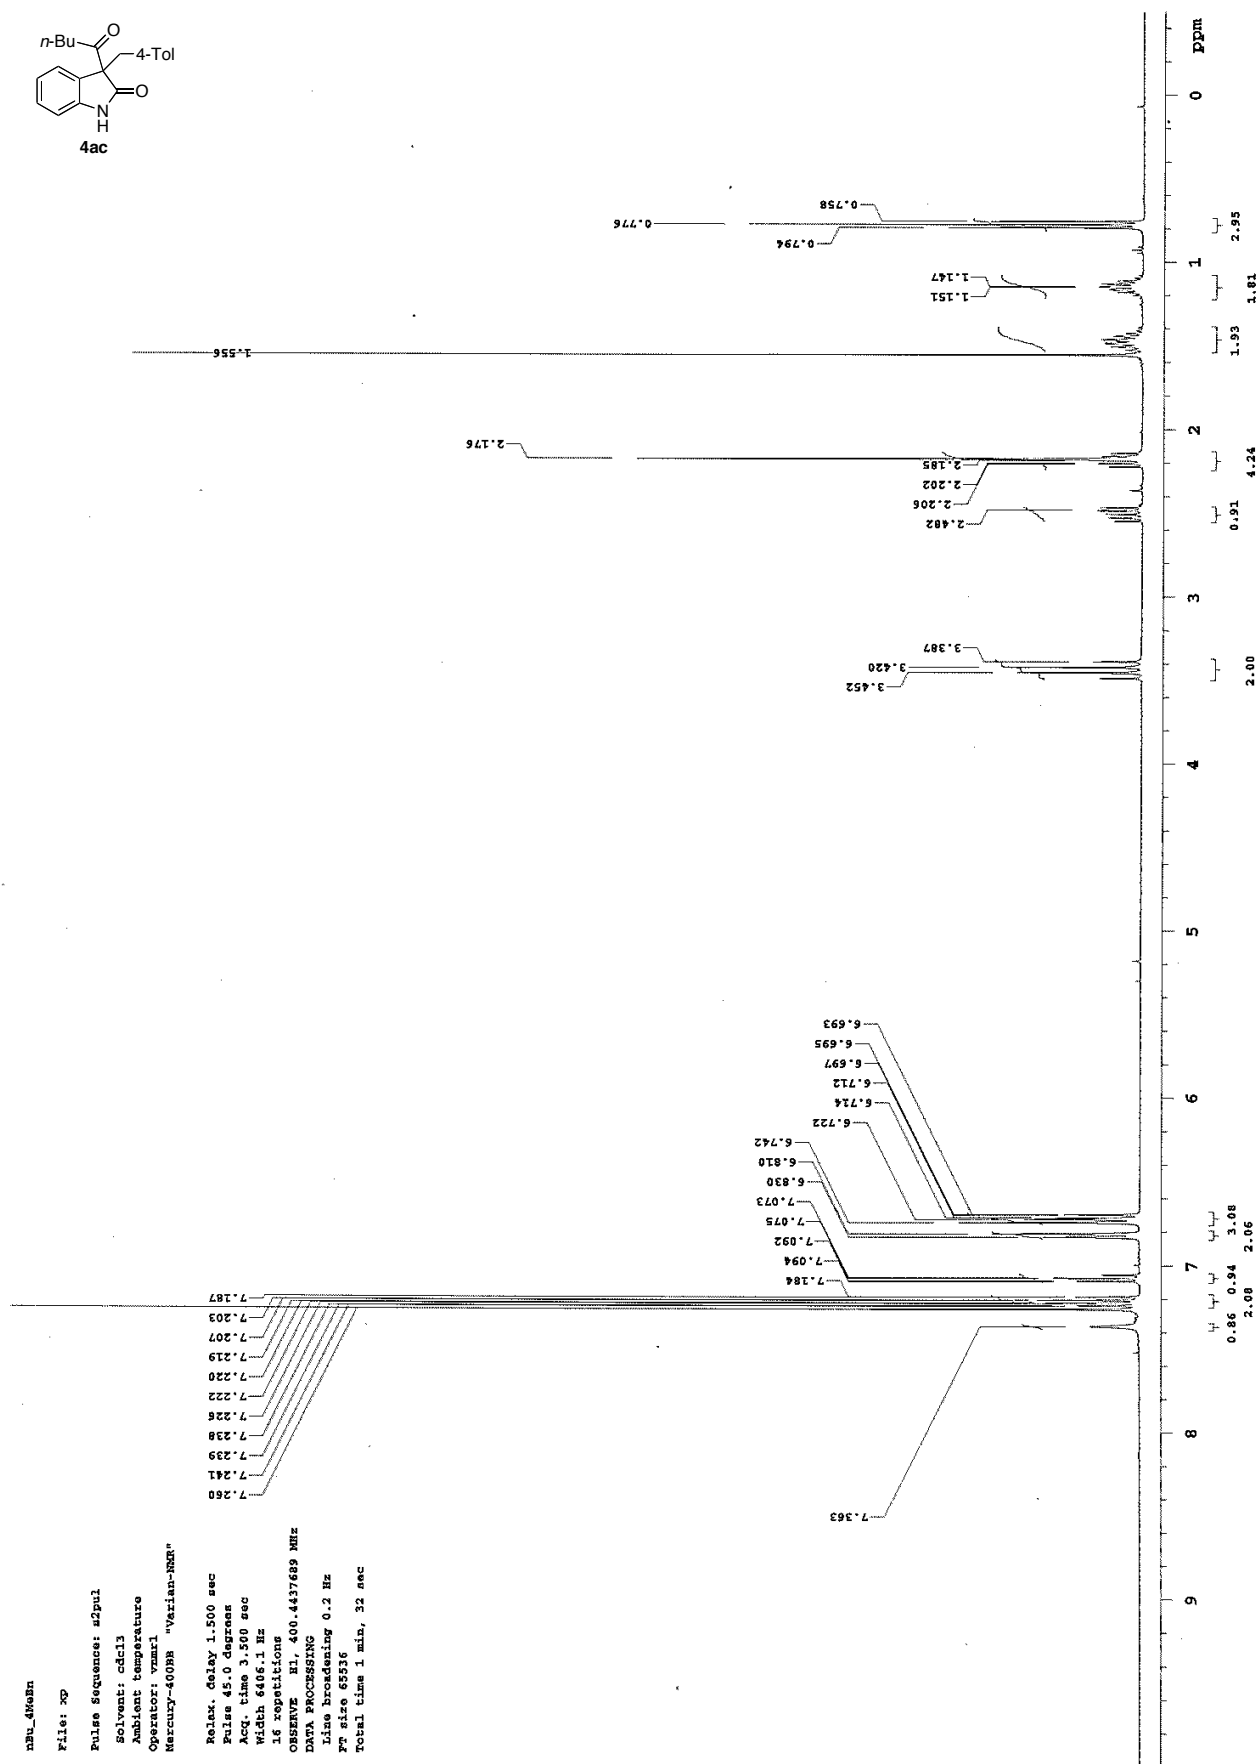 n-Bu
O
4-Tol
O
N
H
4ac
nBu_4MeBn
File: xp
Pulse Sequence: s2pul
Solvent: cdcl3
Ambient temperature
Operator: vnmr1
Mercury-400BB "Varian-NMR"
Relax. delay 1.500 sec
Pulse 45.0 degrees
Acq. time 3.500 sec
Width 6406.1 Hz
16 repetitions
OBSERVE H1, 400.4437689 MHz
DATA PROCESSING
Line broadening 0.2 Hz
FT size 65536
Total time 1 min, 32 sec
7.363
7.260
7.241
7.239
7.238
7.226
7.222
7.220
7.219
7.207
7.203
7.187
7.184
7.094
7.092
7.075
7.073
6.830
6.810
6.742
6.722
6.714
6.712
6.697
6.695
6.693
3.452
3.420
3.387
2.482
2.206
2.202
2.185
2.176
1.556
1.151
1.147
0.794
0.776
0.758
9
8
7
6
5
4
3
2
1
0
ppm
0.86
2.08
0.94
2.06
3.08
2.00
0.91
4.24
1.93
1.81
2.95